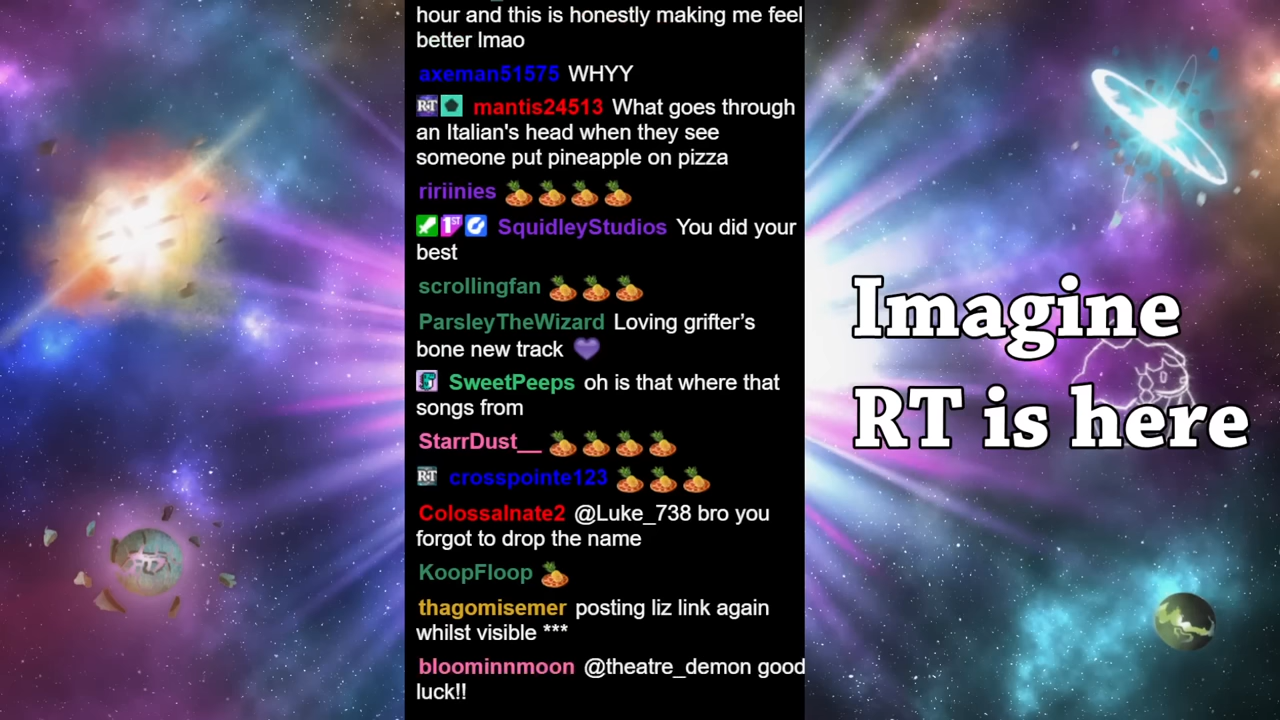 hour and this is honestly making me feel
better lmao
axeman51575 WHYY
RT mantis24513 What goes through
an Italian's head when they see
someone put pineapple on pizza
ririinies
1ST SquidleyStudios You did your
best
scrollingfan
ParsleyTheWizard Loving grifter’s
bone new track
SweetPeeps oh is that where that
songs from
StarrDust__
RT crosspointe123
Colossalnate2 @Luke_738 bro you
forgot to drop the name
KoopFloop
thagomisemer posting liz link again
whilst visible ***
bloominnmoon @theatre_demon good
luck!!
Imagine
RT is here